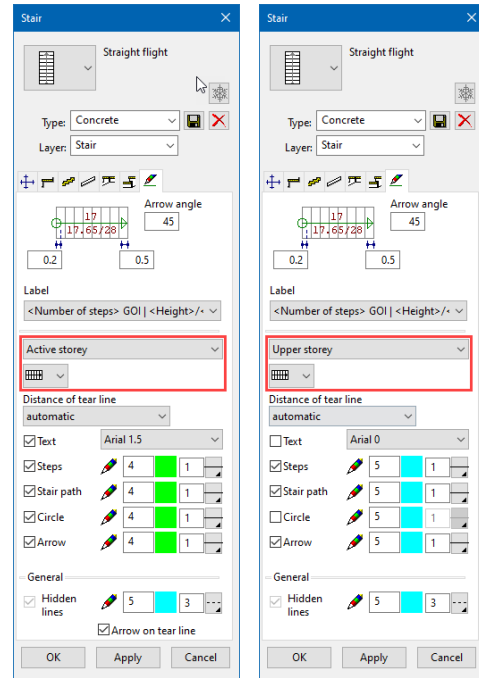 Stair
Straight flight
Type: Concrete
Layer: Stair
17
17.65/28
Arrow angle
45
0.2
0.5
Label
<Number of steps> GOI | <Height>/<
Active storey
Distance of tear line
automatic
Text Arial 1.5
Steps 4 1
Stair path 4 1
Circle 4 1
Arrow 4 1
General
Hidden lines 5 3
Arrow on tear line
OK Apply Cancel
Stair
Straight flight
Type: Concrete
Layer: Stair
17
17.65/28
Arrow angle
45
0.2
0.5
Label
<Number of steps> GOI | <Height>/<
Upper storey
Distance of tear line
automatic
Text Arial 0
Steps 5 1
Stair path 5 1
Circle 5 1
Arrow 5 1
General
Hidden lines 5 3
OK Apply Cancel